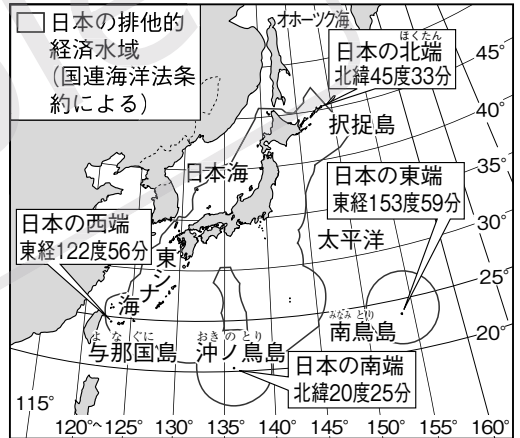 日本の排他的
経済水域
(国連海洋法条
約による)
オホーツク海
ほくたん
日本の北端
北緯45度33分
択捉島
45°
40°
35°
30°
25°
20°
日本海
日本の東端
東経153度59分
日本の西端
東経122度56分
太平洋
東シナ海
よなぐに
与那国島
おきのとり
沖ノ鳥島
みなみとり
南鳥島
日本の南端
北緯20度25分
115°
120°
125°
130°
135°
140°
145°
150°
155°
160°